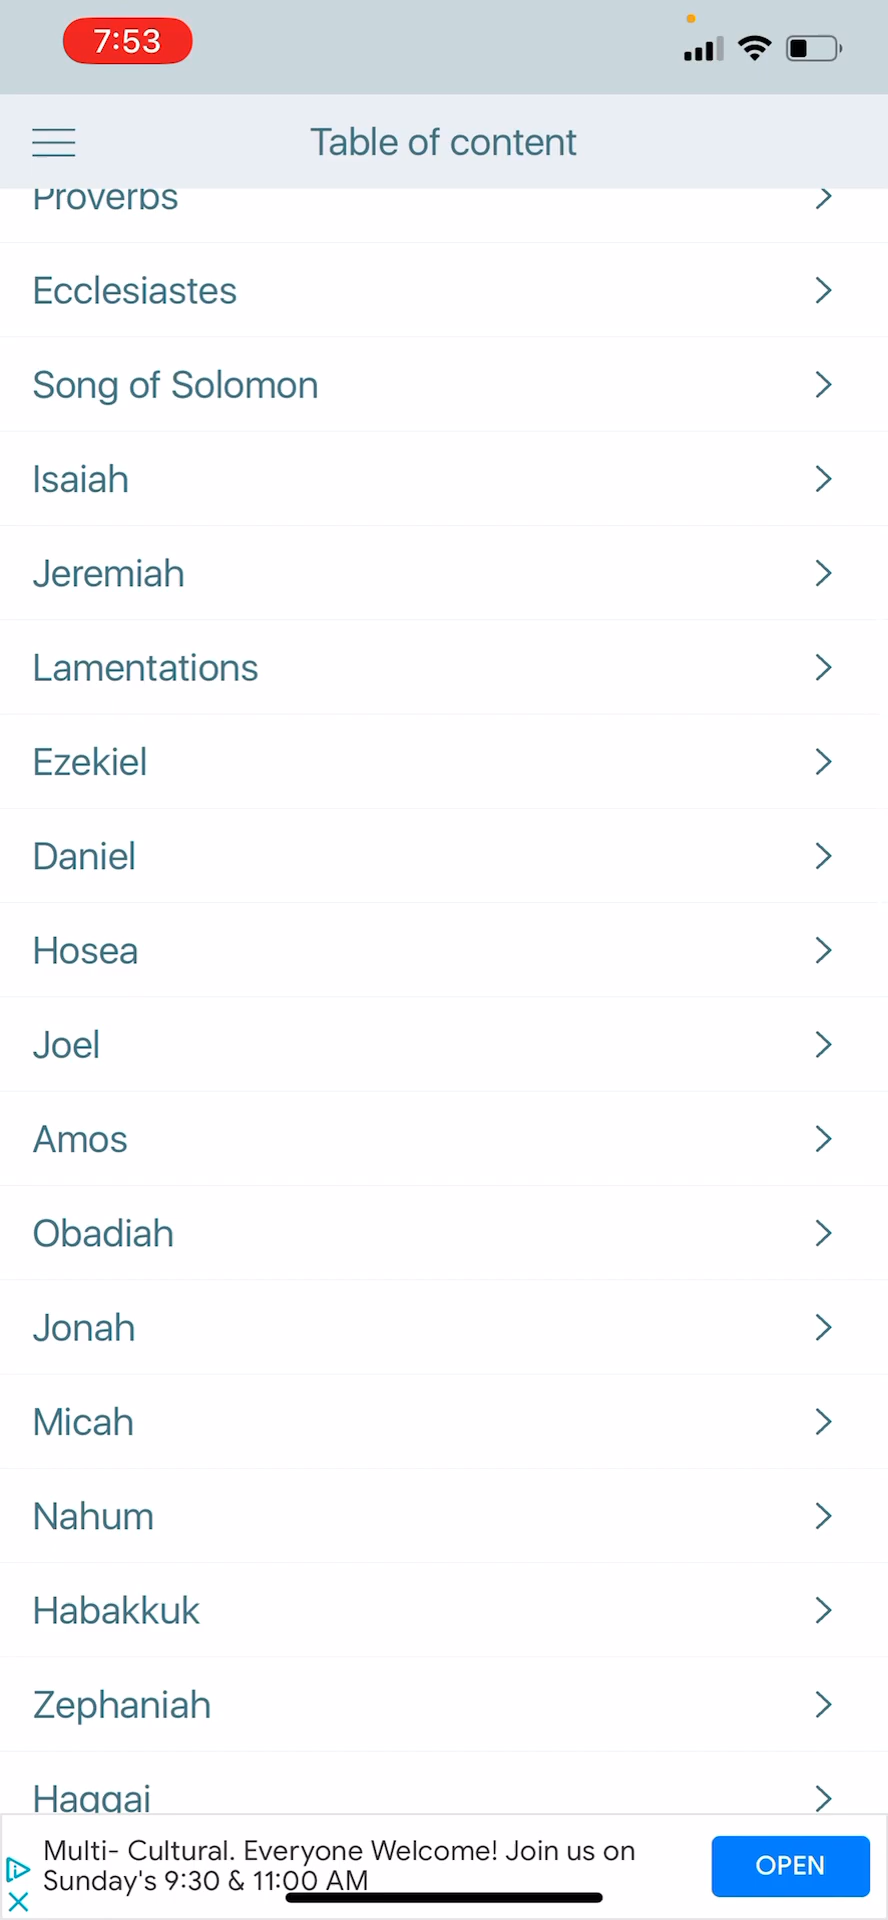 7:53
Table of content
Proverbs
Ecclesiastes
Song of Solomon
Isaiah
Jeremiah
Lamentations
Ezekiel
Daniel
Hosea
Joel
Amos
Obadiah
Jonah
Micah
Nahum
Habakkuk
Zephaniah
Haggai
Multi- Cultural. Everyone Welcome! Join us on
Sunday's 9:30 & 11:00 AM
OPEN